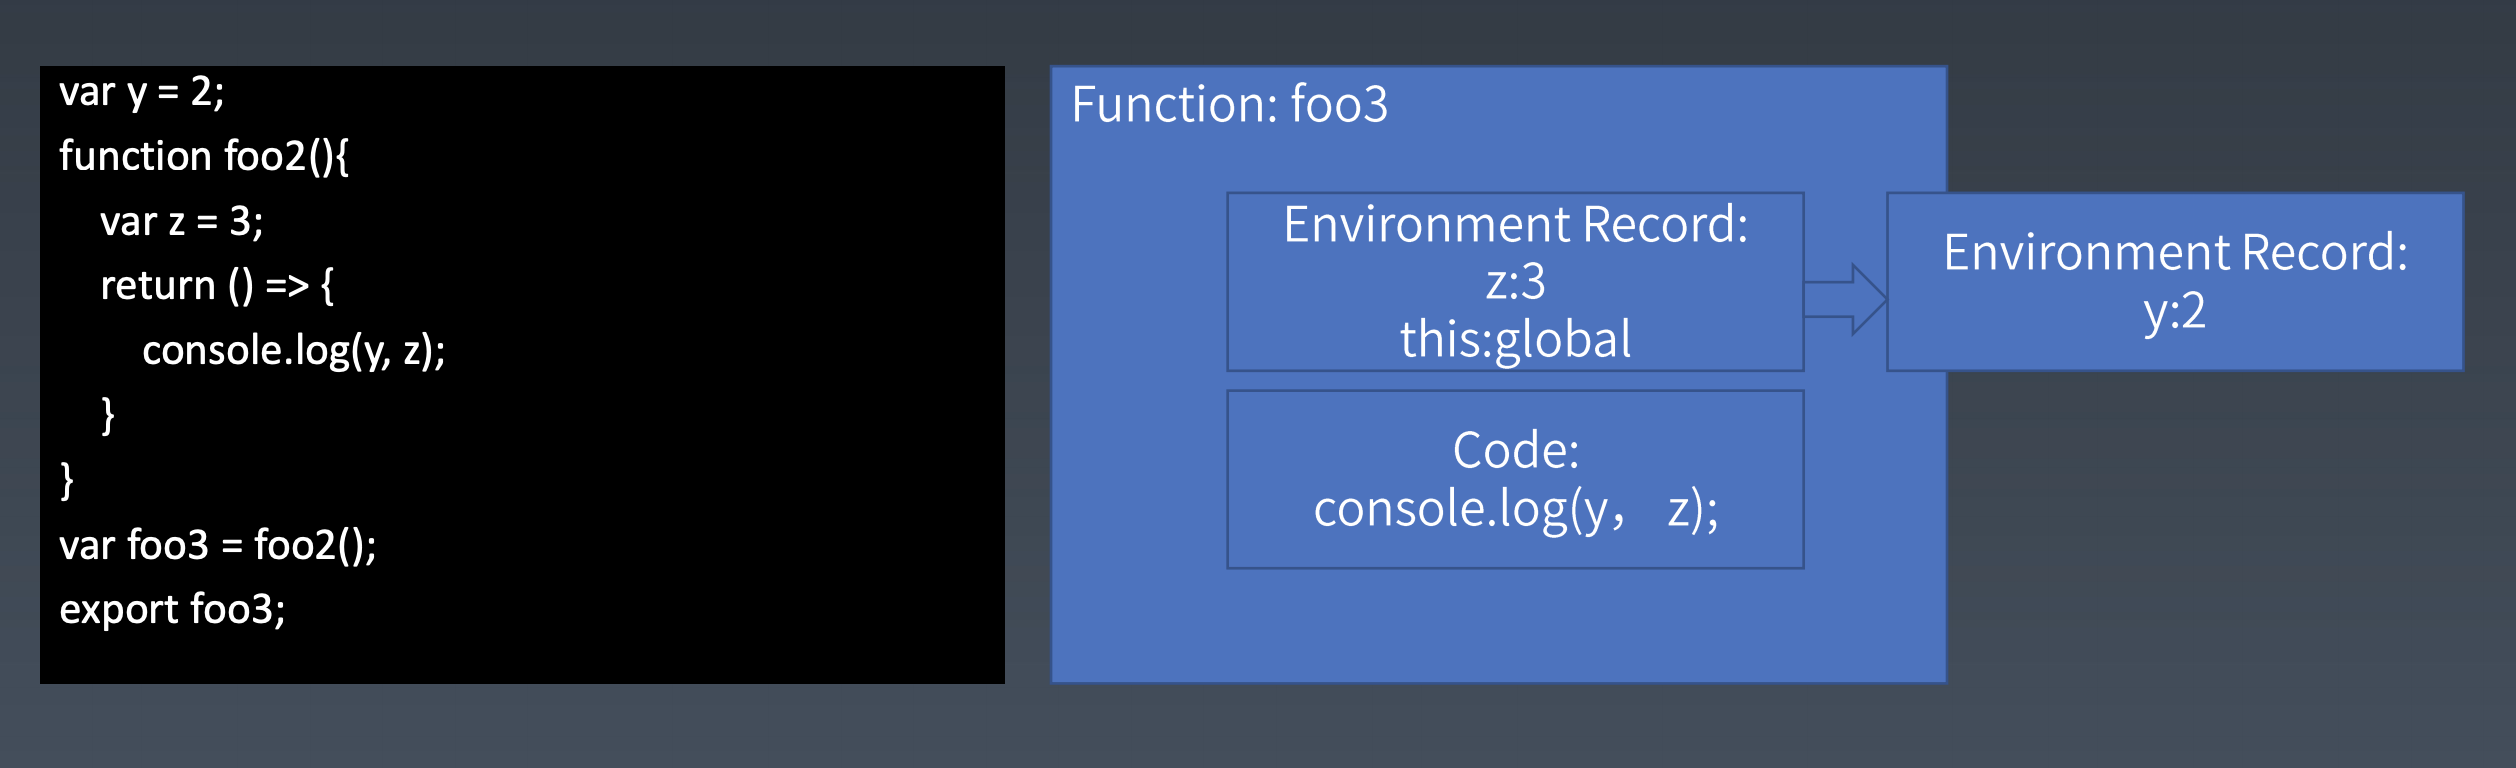 var y = 2;
function foo2(){
var z = 3;
return () => {
console.log(y, z);
}
}
var foo3 = foo2();
export foo3;
Function: foo3
Environment Record:
z:3
this:global
Code:
console.log(y， z);
Environment Record:
y:2